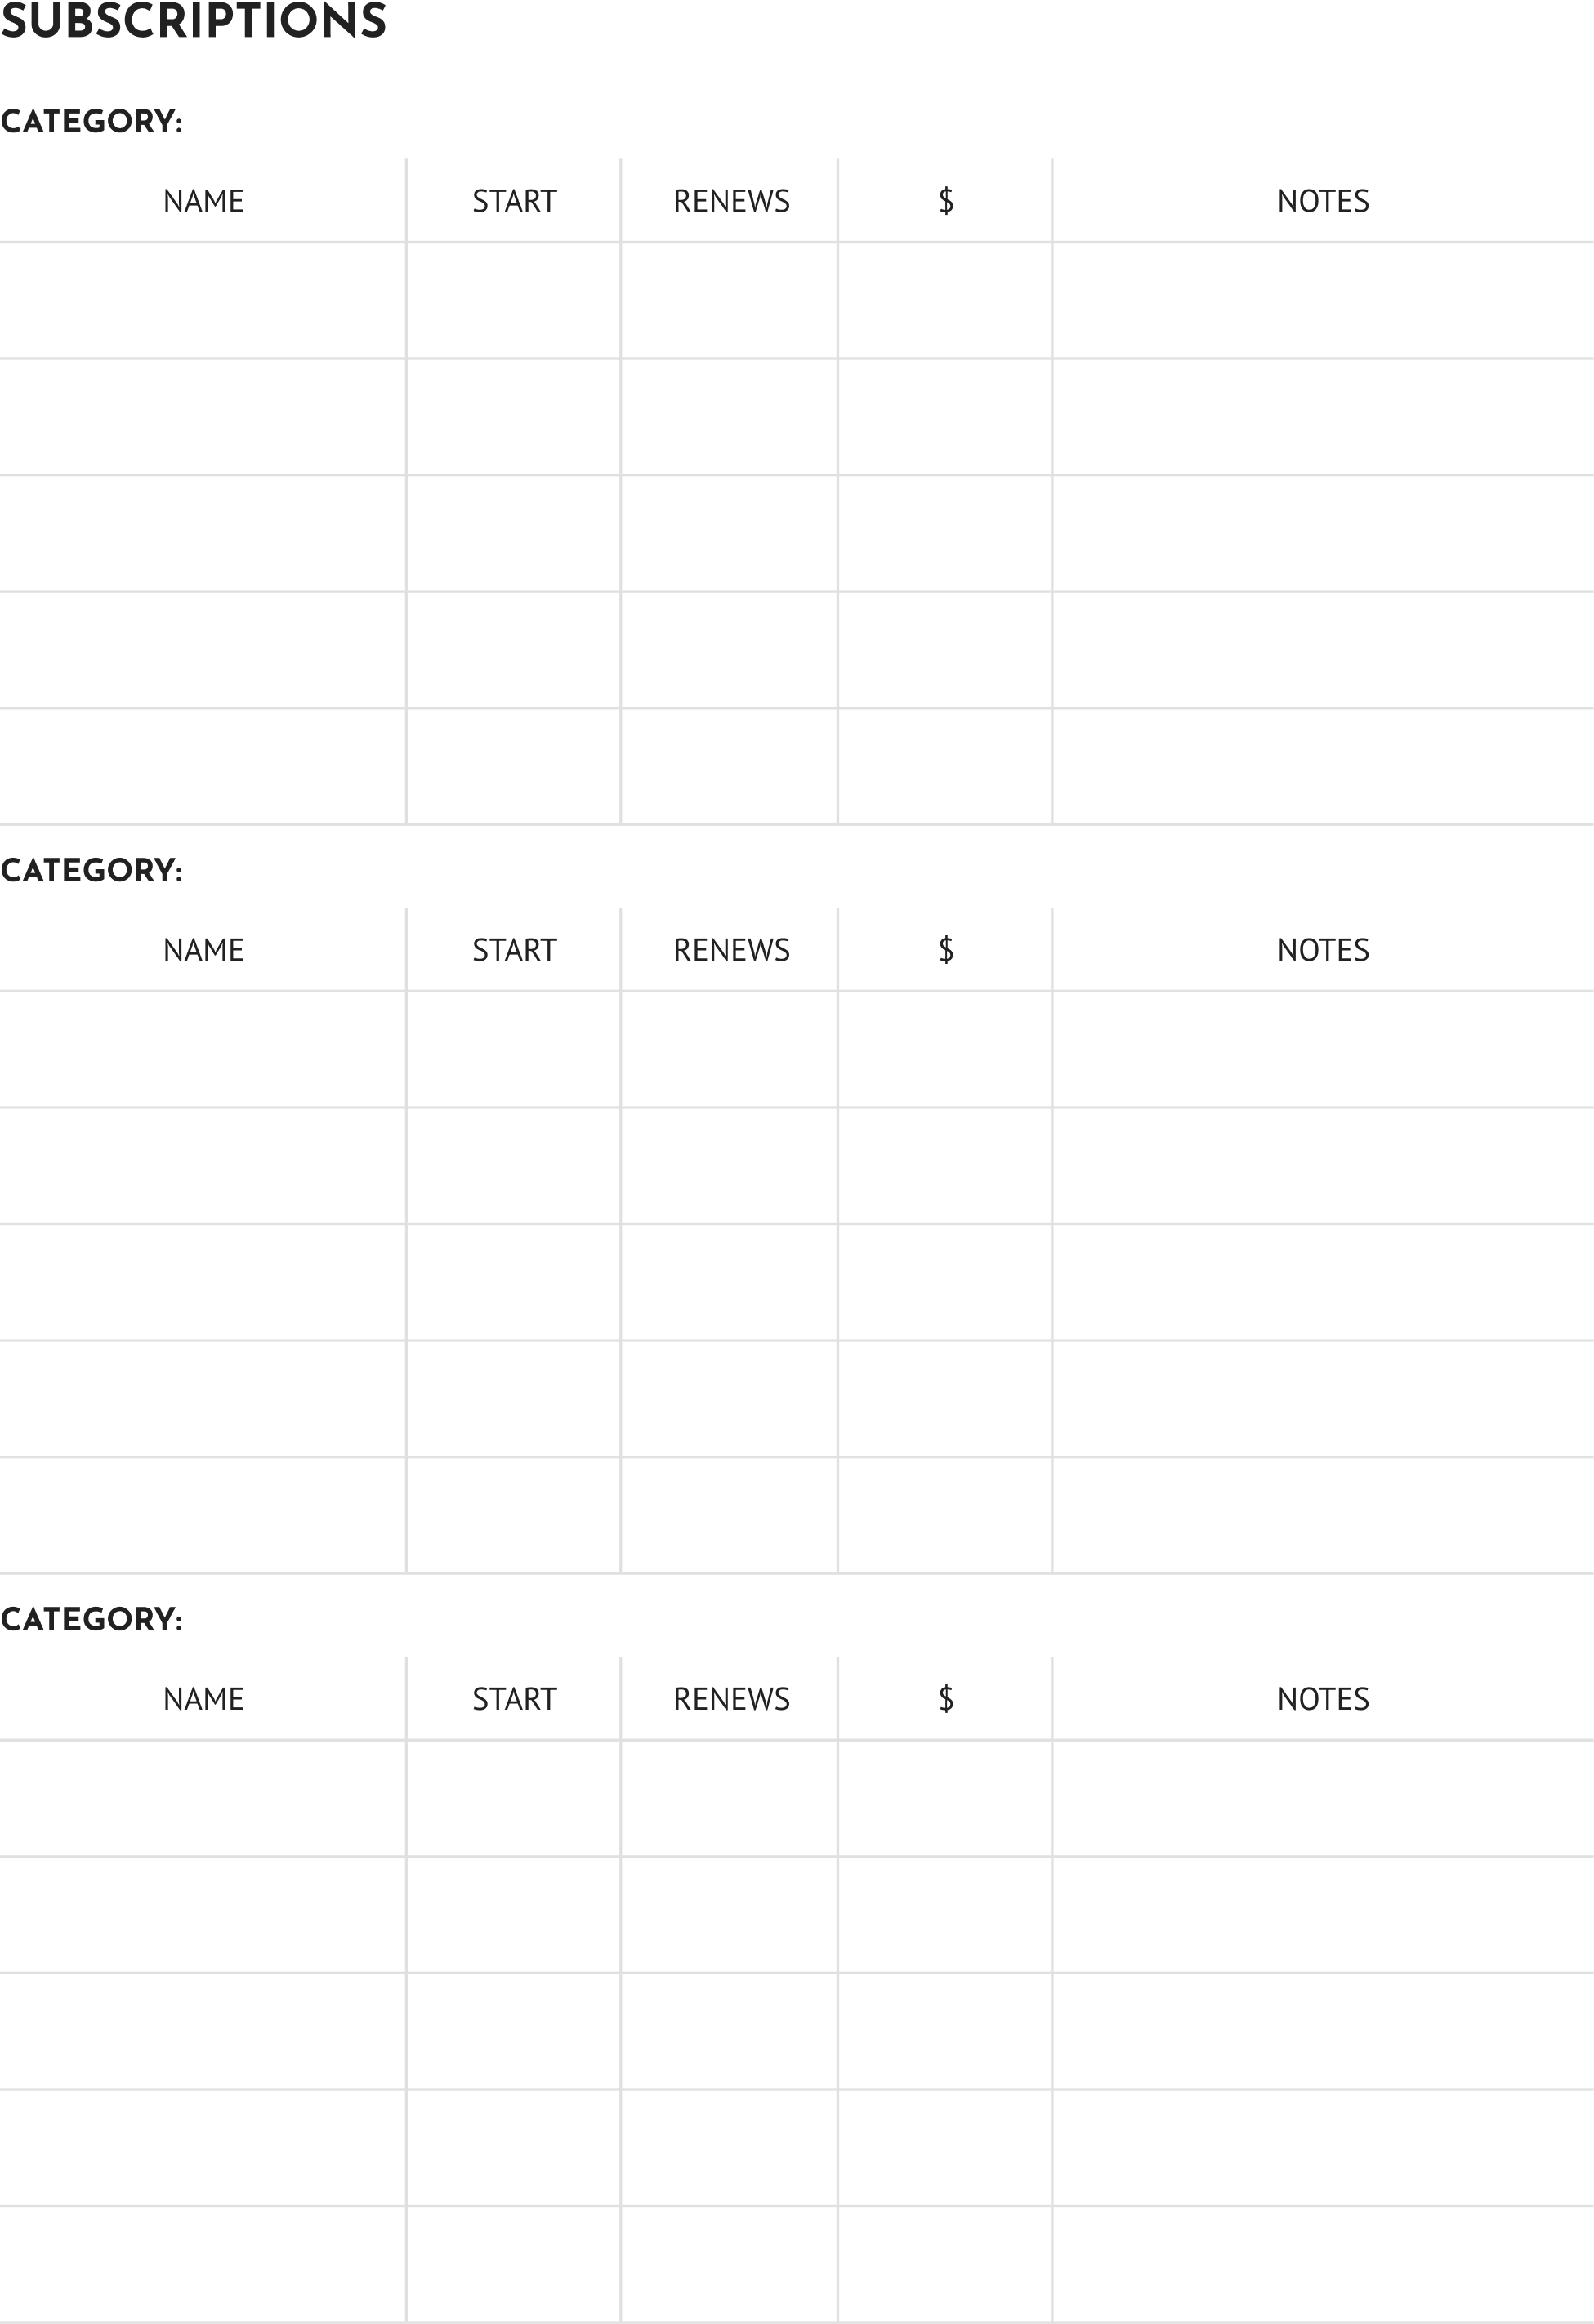 SUBSCRIPTIONS
CATEGORY:
NAME START RENEWS $ NOTES
CATEGORY:
NAME START RENEWS $ NOTES
CATEGORY:
NAME START RENEWS $ NOTES